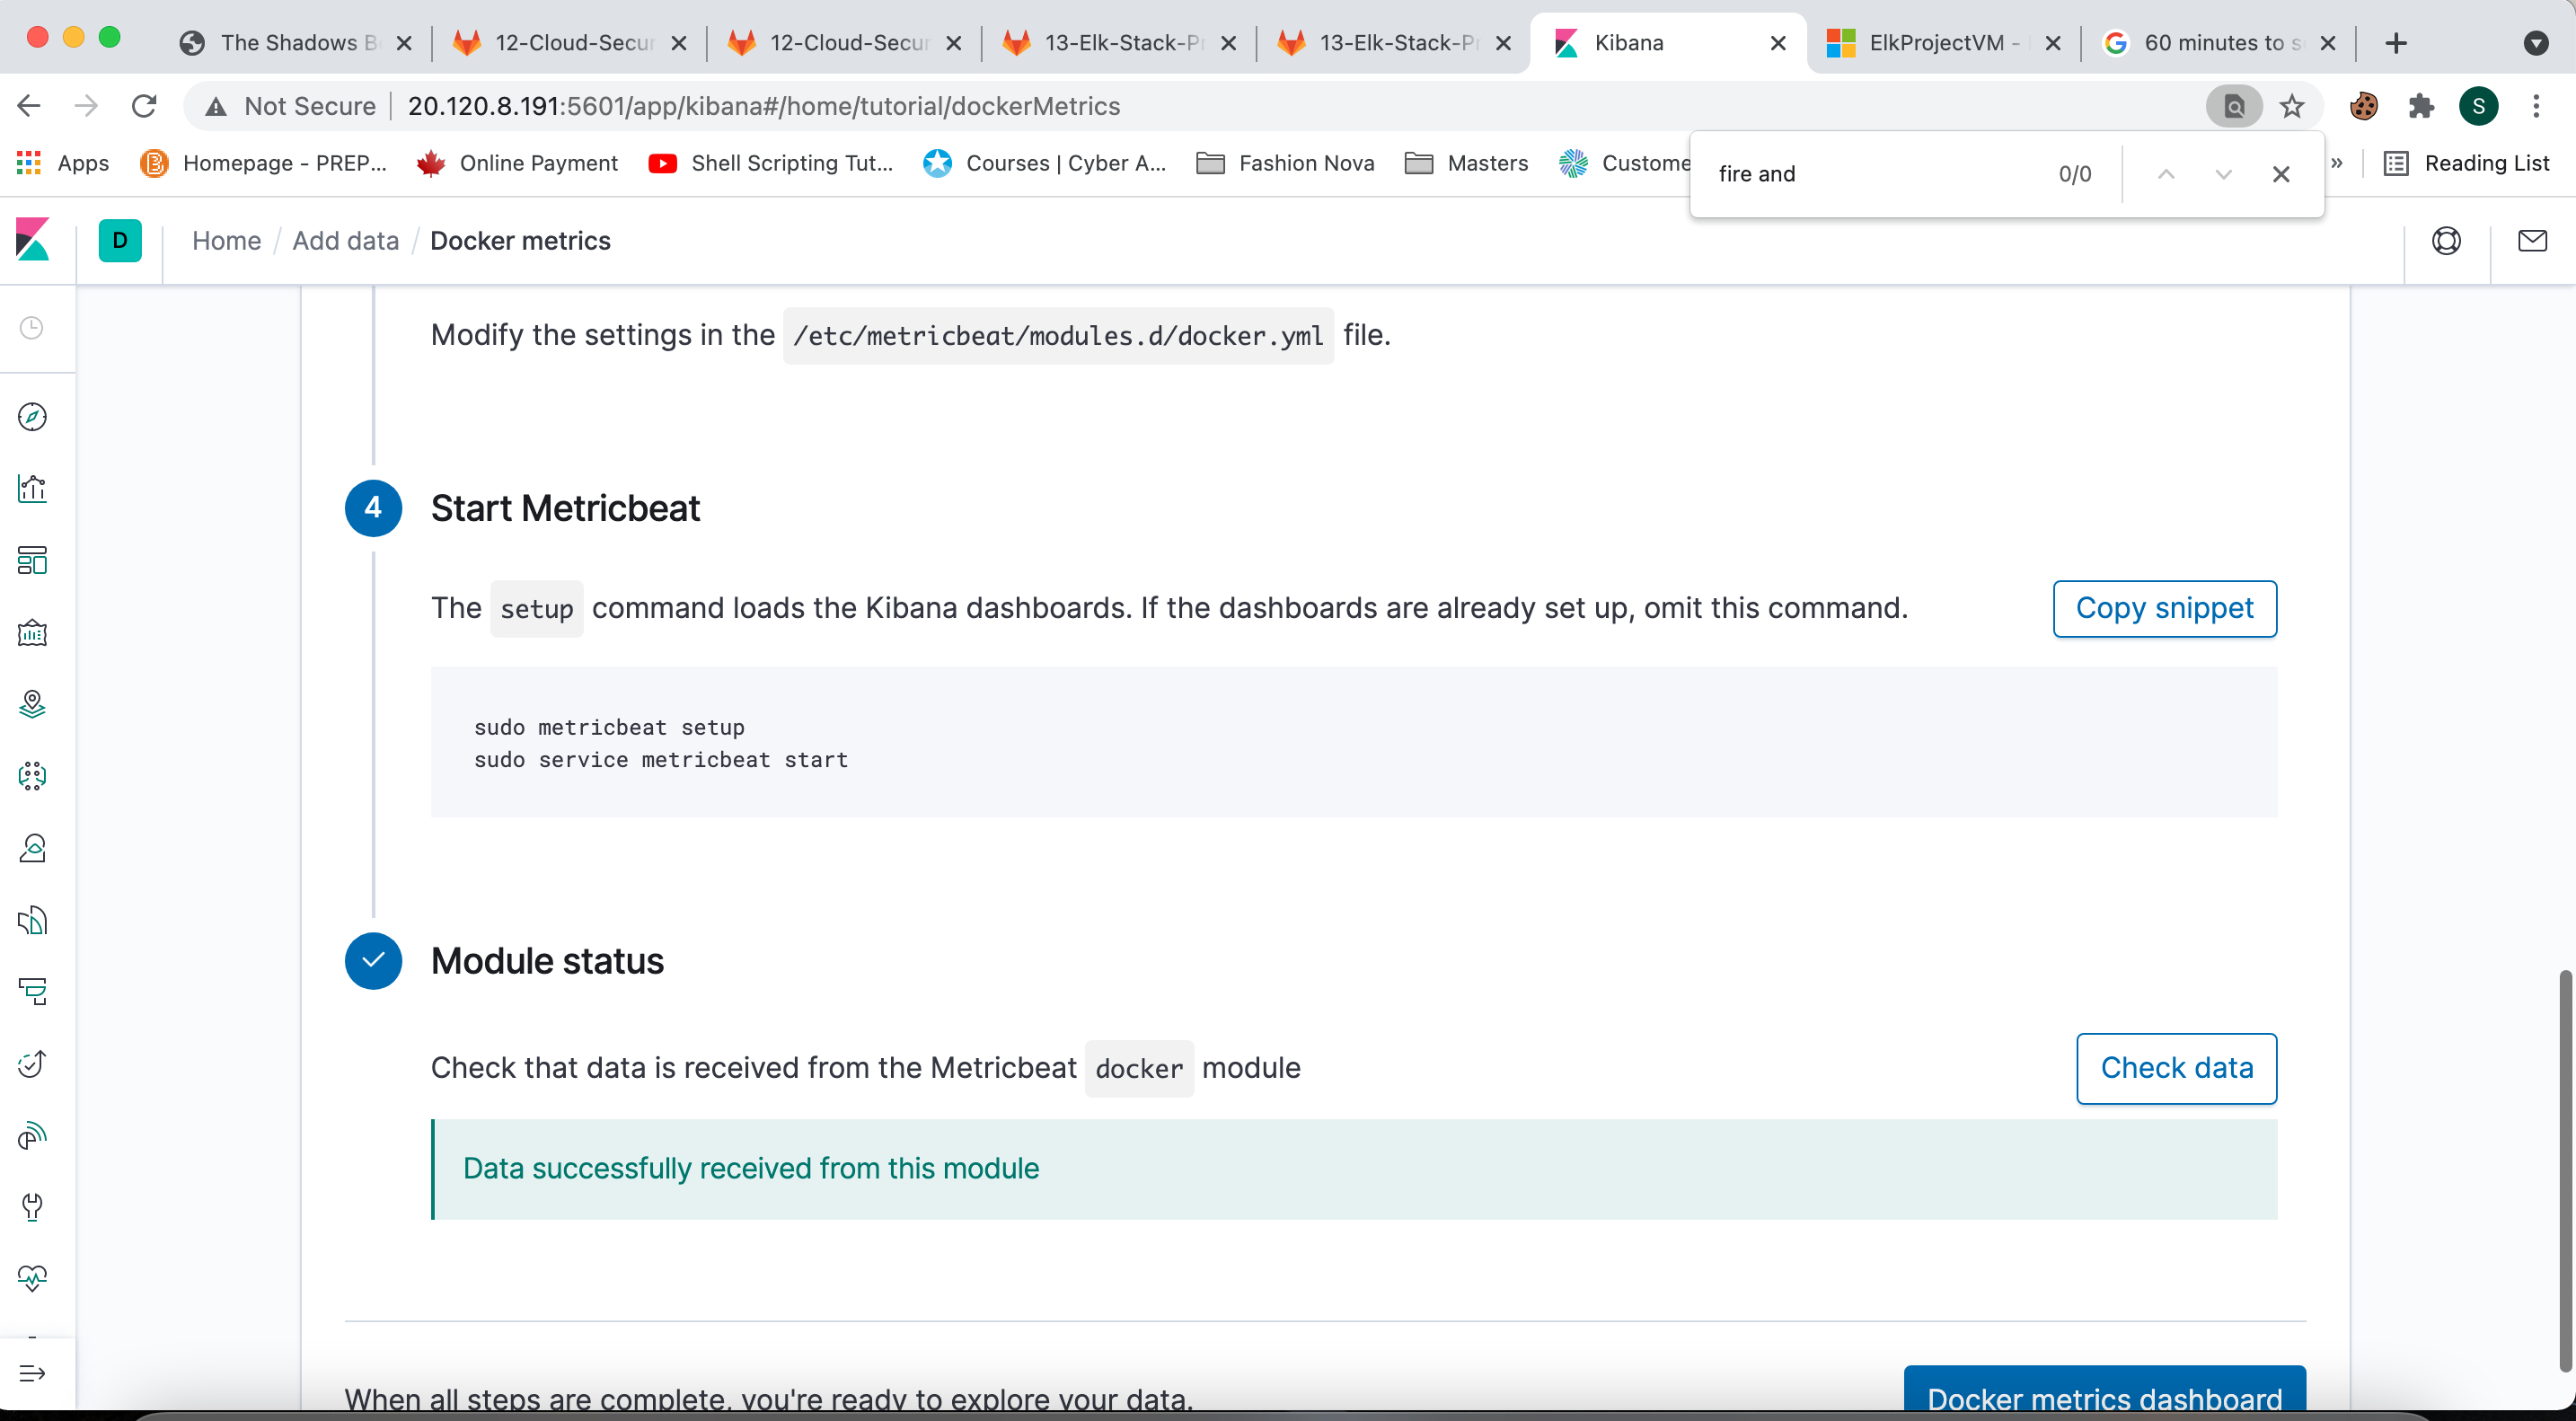 The Shadows B
12-Cloud-Secur
12-Cloud-Secur
13-Elk-Stack-Pr
13-Elk-Stack-Pr
Kibana
ElkProjectVM -
60 minutes to s
Not Secure
20.120.8.191:5601/app/kibana#/home/tutorial/dockerMetrics
S
Apps
Homepage - PREP...
Online Payment
Shell Scripting Tut...
Courses | Cyber A...
Fashion Nova
Masters
Custome
»
Reading List
fire and
0/0
D
Home / Add data / Docker metrics
Modify the settings in the /etc/metricbeat/modules.d/docker.yml file.
4 Start Metricbeat
The setup command loads the Kibana dashboards. If the dashboards are already set up, omit this command.
Copy snippet
sudo metricbeat setup
sudo service metricbeat start
Module status
Check that data is received from the Metricbeat docker module
Check data
Data successfully received from this module
When all steps are complete, you're ready to explore your data.
Docker metrics dashboard